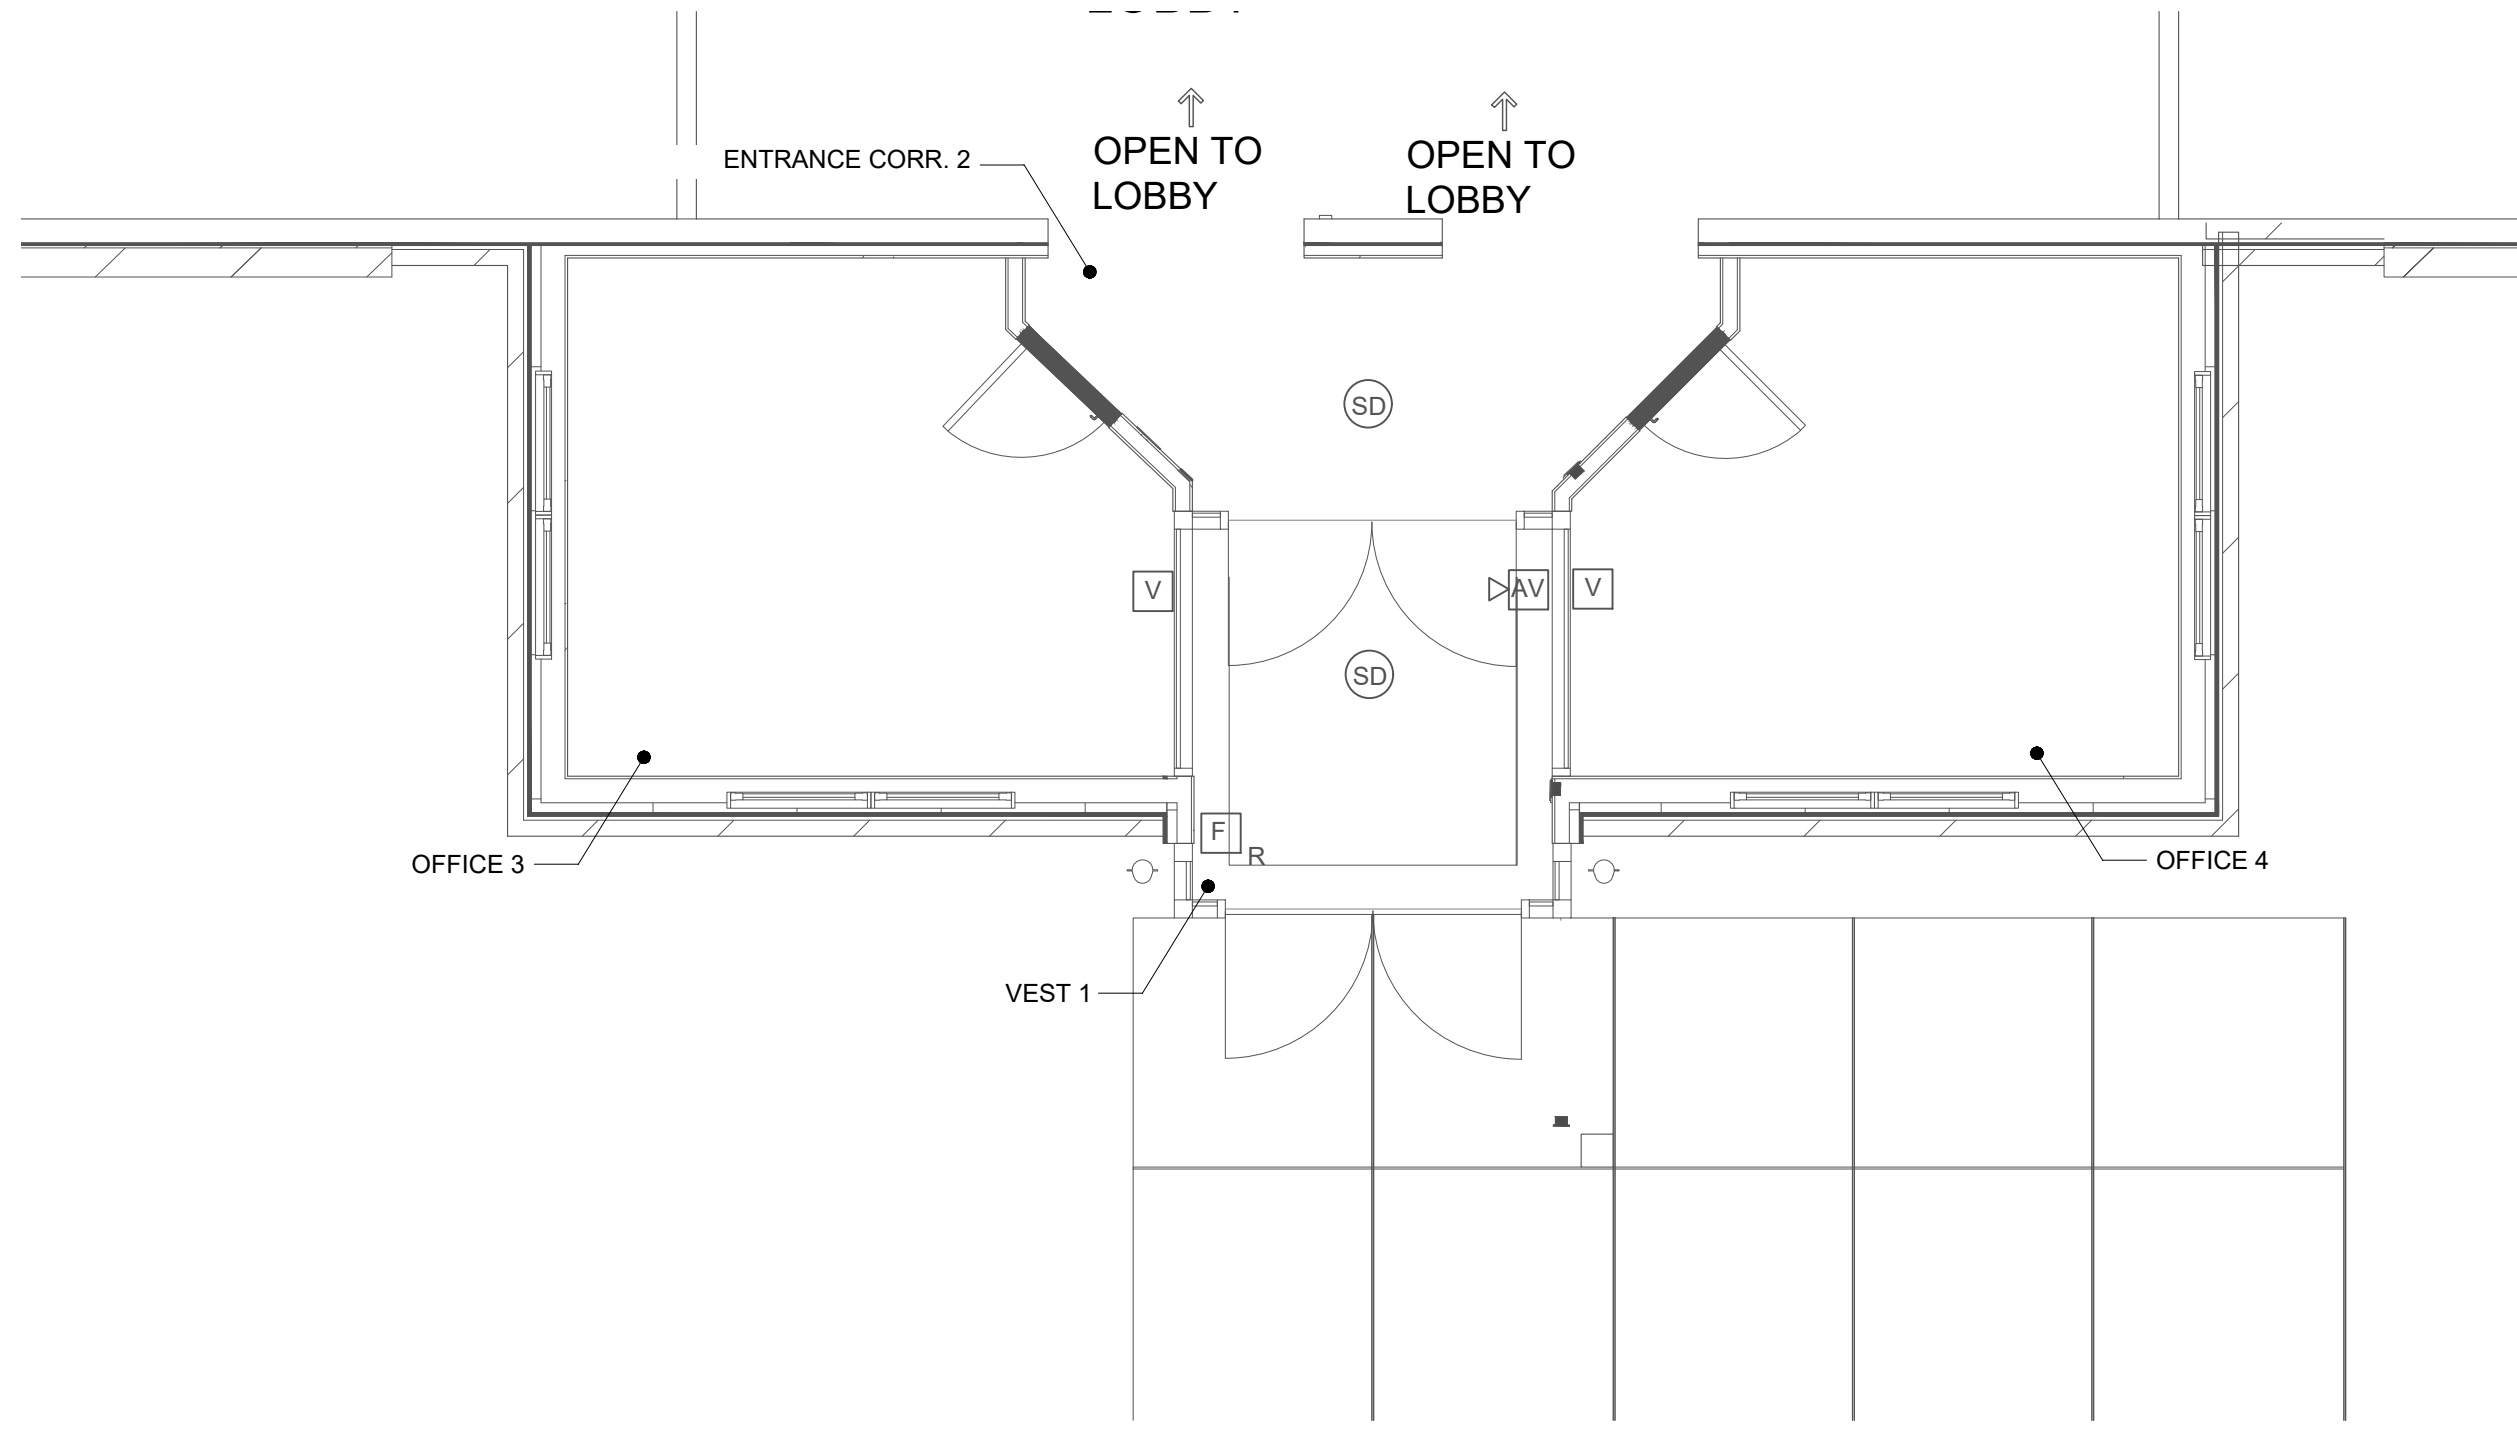 ENTRANCE CORR. 2
OPEN TO
LOBBY
OPEN TO
LOBBY
SD
V
AV
V
SD
F
R
OFFICE 3
OFFICE 4
VEST 1